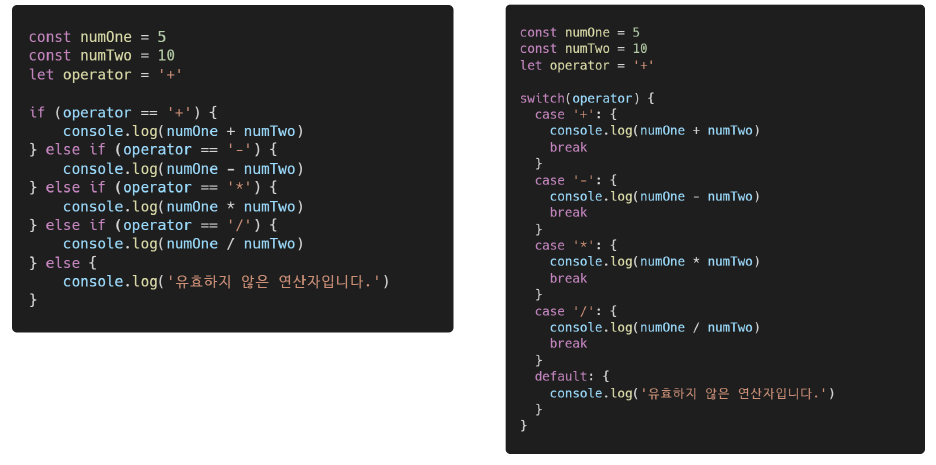 const numOne = 5
const numTwo = 10
let operator = '+'

if (operator == '+') {
    console.log(numOne + numTwo)
} else if (operator == '-') {
    console.log(numOne - numTwo)
} else if (operator == '*') {
    console.log(numOne * numTwo)
} else if (operator == '/') {
    console.log(numOne / numTwo)
} else {
    console.log('유효하지 않은 연산자입니다.')
}

const numOne = 5
const numTwo = 10
let operator = '+'

switch(operator) {
  case '+': {
    console.log(numOne + numTwo)
    break
  }
  case '-': {
    console.log(numOne - numTwo)
    break
  }
  case '*': {
    console.log(numOne * numTwo)
    break
  }
  case '/': {
    console.log(numOne / numTwo)
    break
  }
  default: {
    console.log('유효하지 않은 연산자입니다.')
  }
}